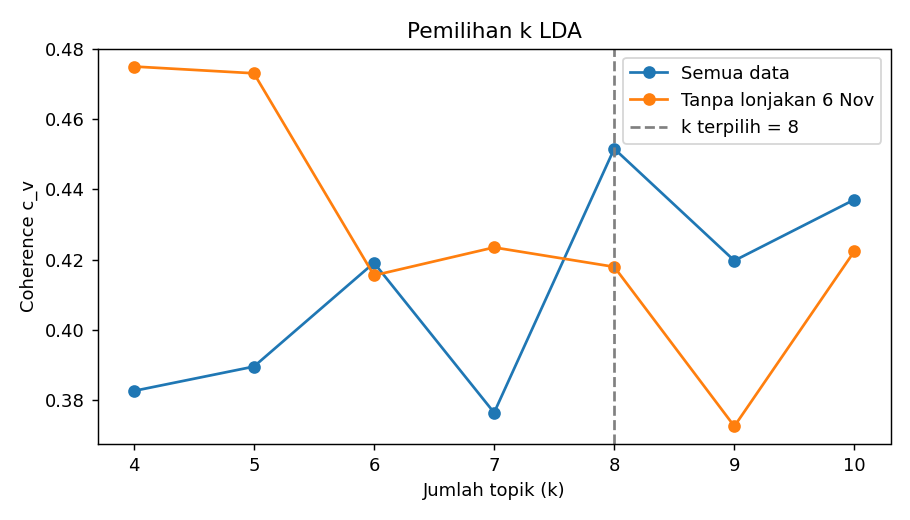 Pemilihan k LDA
Coherence c_v
0.48
0.46
0.44
0.42
0.40
0.38
Semua data
Tanpa lonjakan 6 Nov
k terpilih = 8
4 5 6 7 8 9 10
Jumlah topik (k)